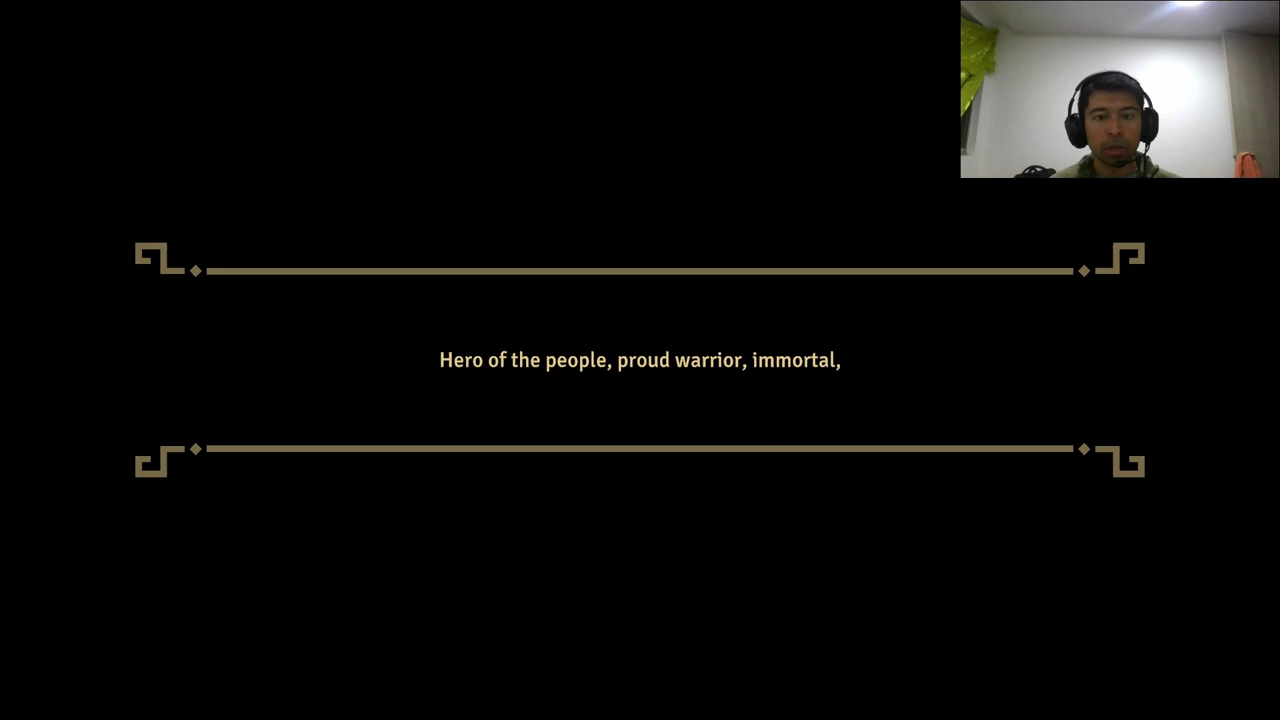 Hero of the people, proud warrior, immortal,